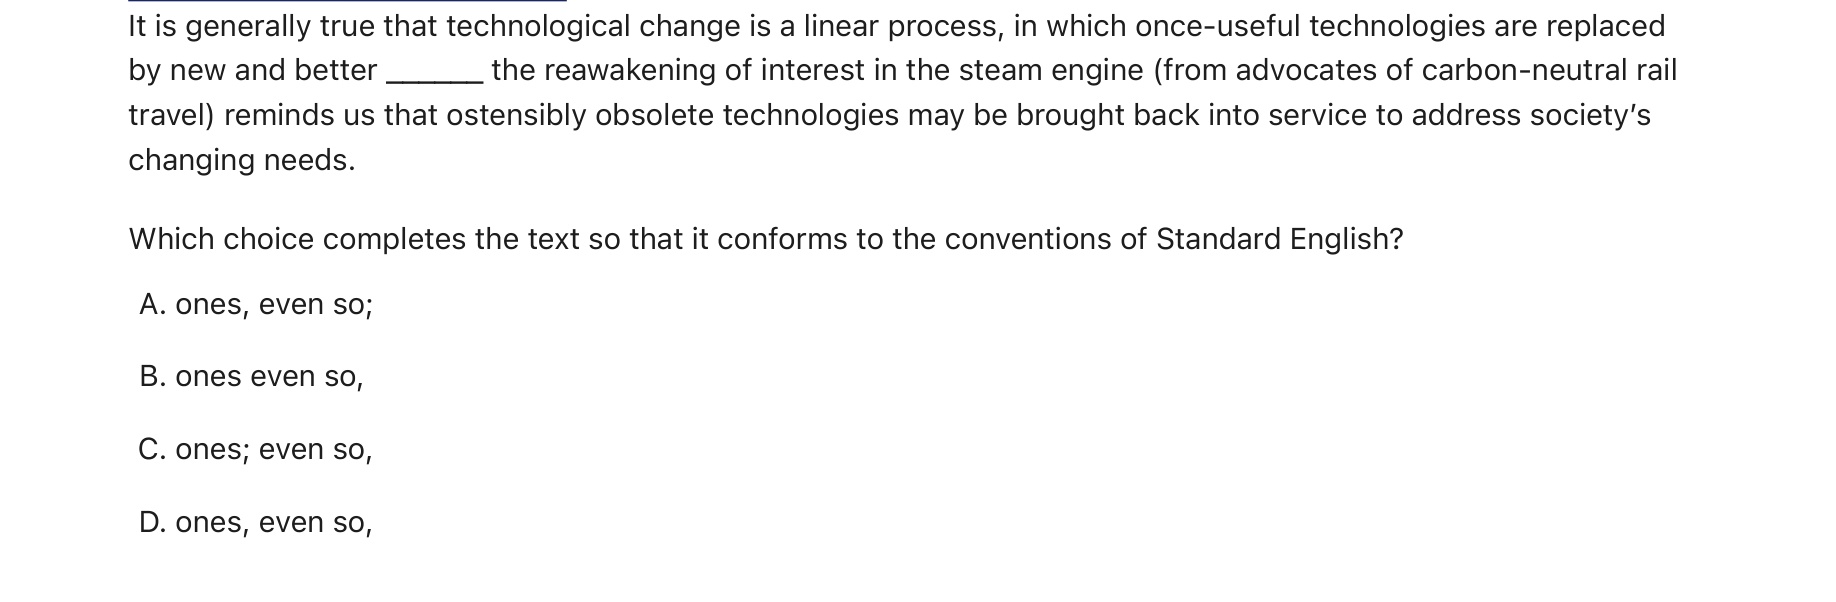 It is generally true that technological change is a linear process, in which once-useful technologies are replaced
by new and better ______ the reawakening of interest in the steam engine (from advocates of carbon-neutral rail
travel) reminds us that ostensibly obsolete technologies may be brought back into service to address society’s
changing needs.
Which choice completes the text so that it conforms to the conventions of Standard English?
A. ones, even so;
B. ones even so,
C. ones; even so,
D. ones, even so,